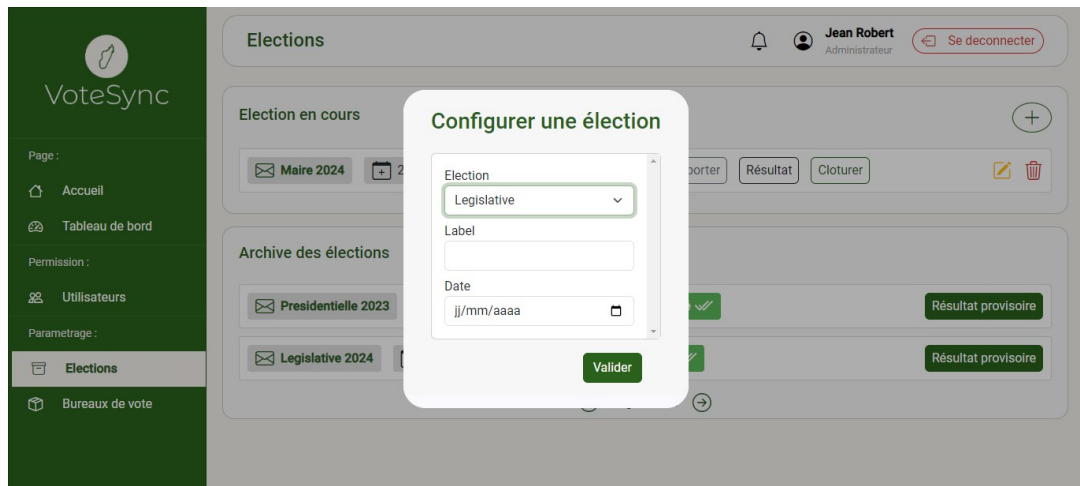 VoteSync
Page :
Accueil
Tableau de bord
Permission :
Utilisateurs
Parametrage :
Elections
Bureaux de vote
Elections
Jean Robert
Administrateur
Se deconnecter
Election en cours
Maire 2024
2
porter
Résultat
Cloturer
Archive des élections
Presidentielle 2023
Résultat provisoire
Legislative 2024
Résultat provisoire
Configurer une élection
Election
Legislative
Label
Date
jj/mm/aaaa
Valider